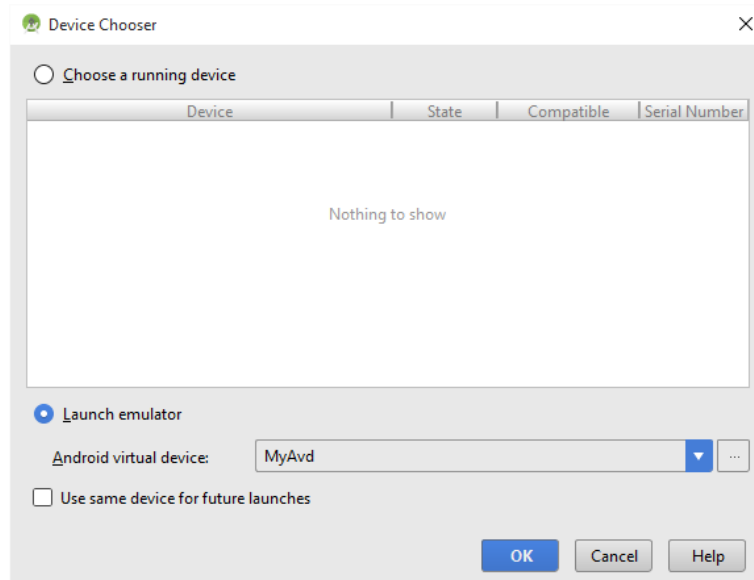 Device Chooser
Choose a running device
Device State Compatible Serial Number
Nothing to show
Launch emulator
Android virtual device: MyAvd ...
Use same device for future launches
OK Cancel Help